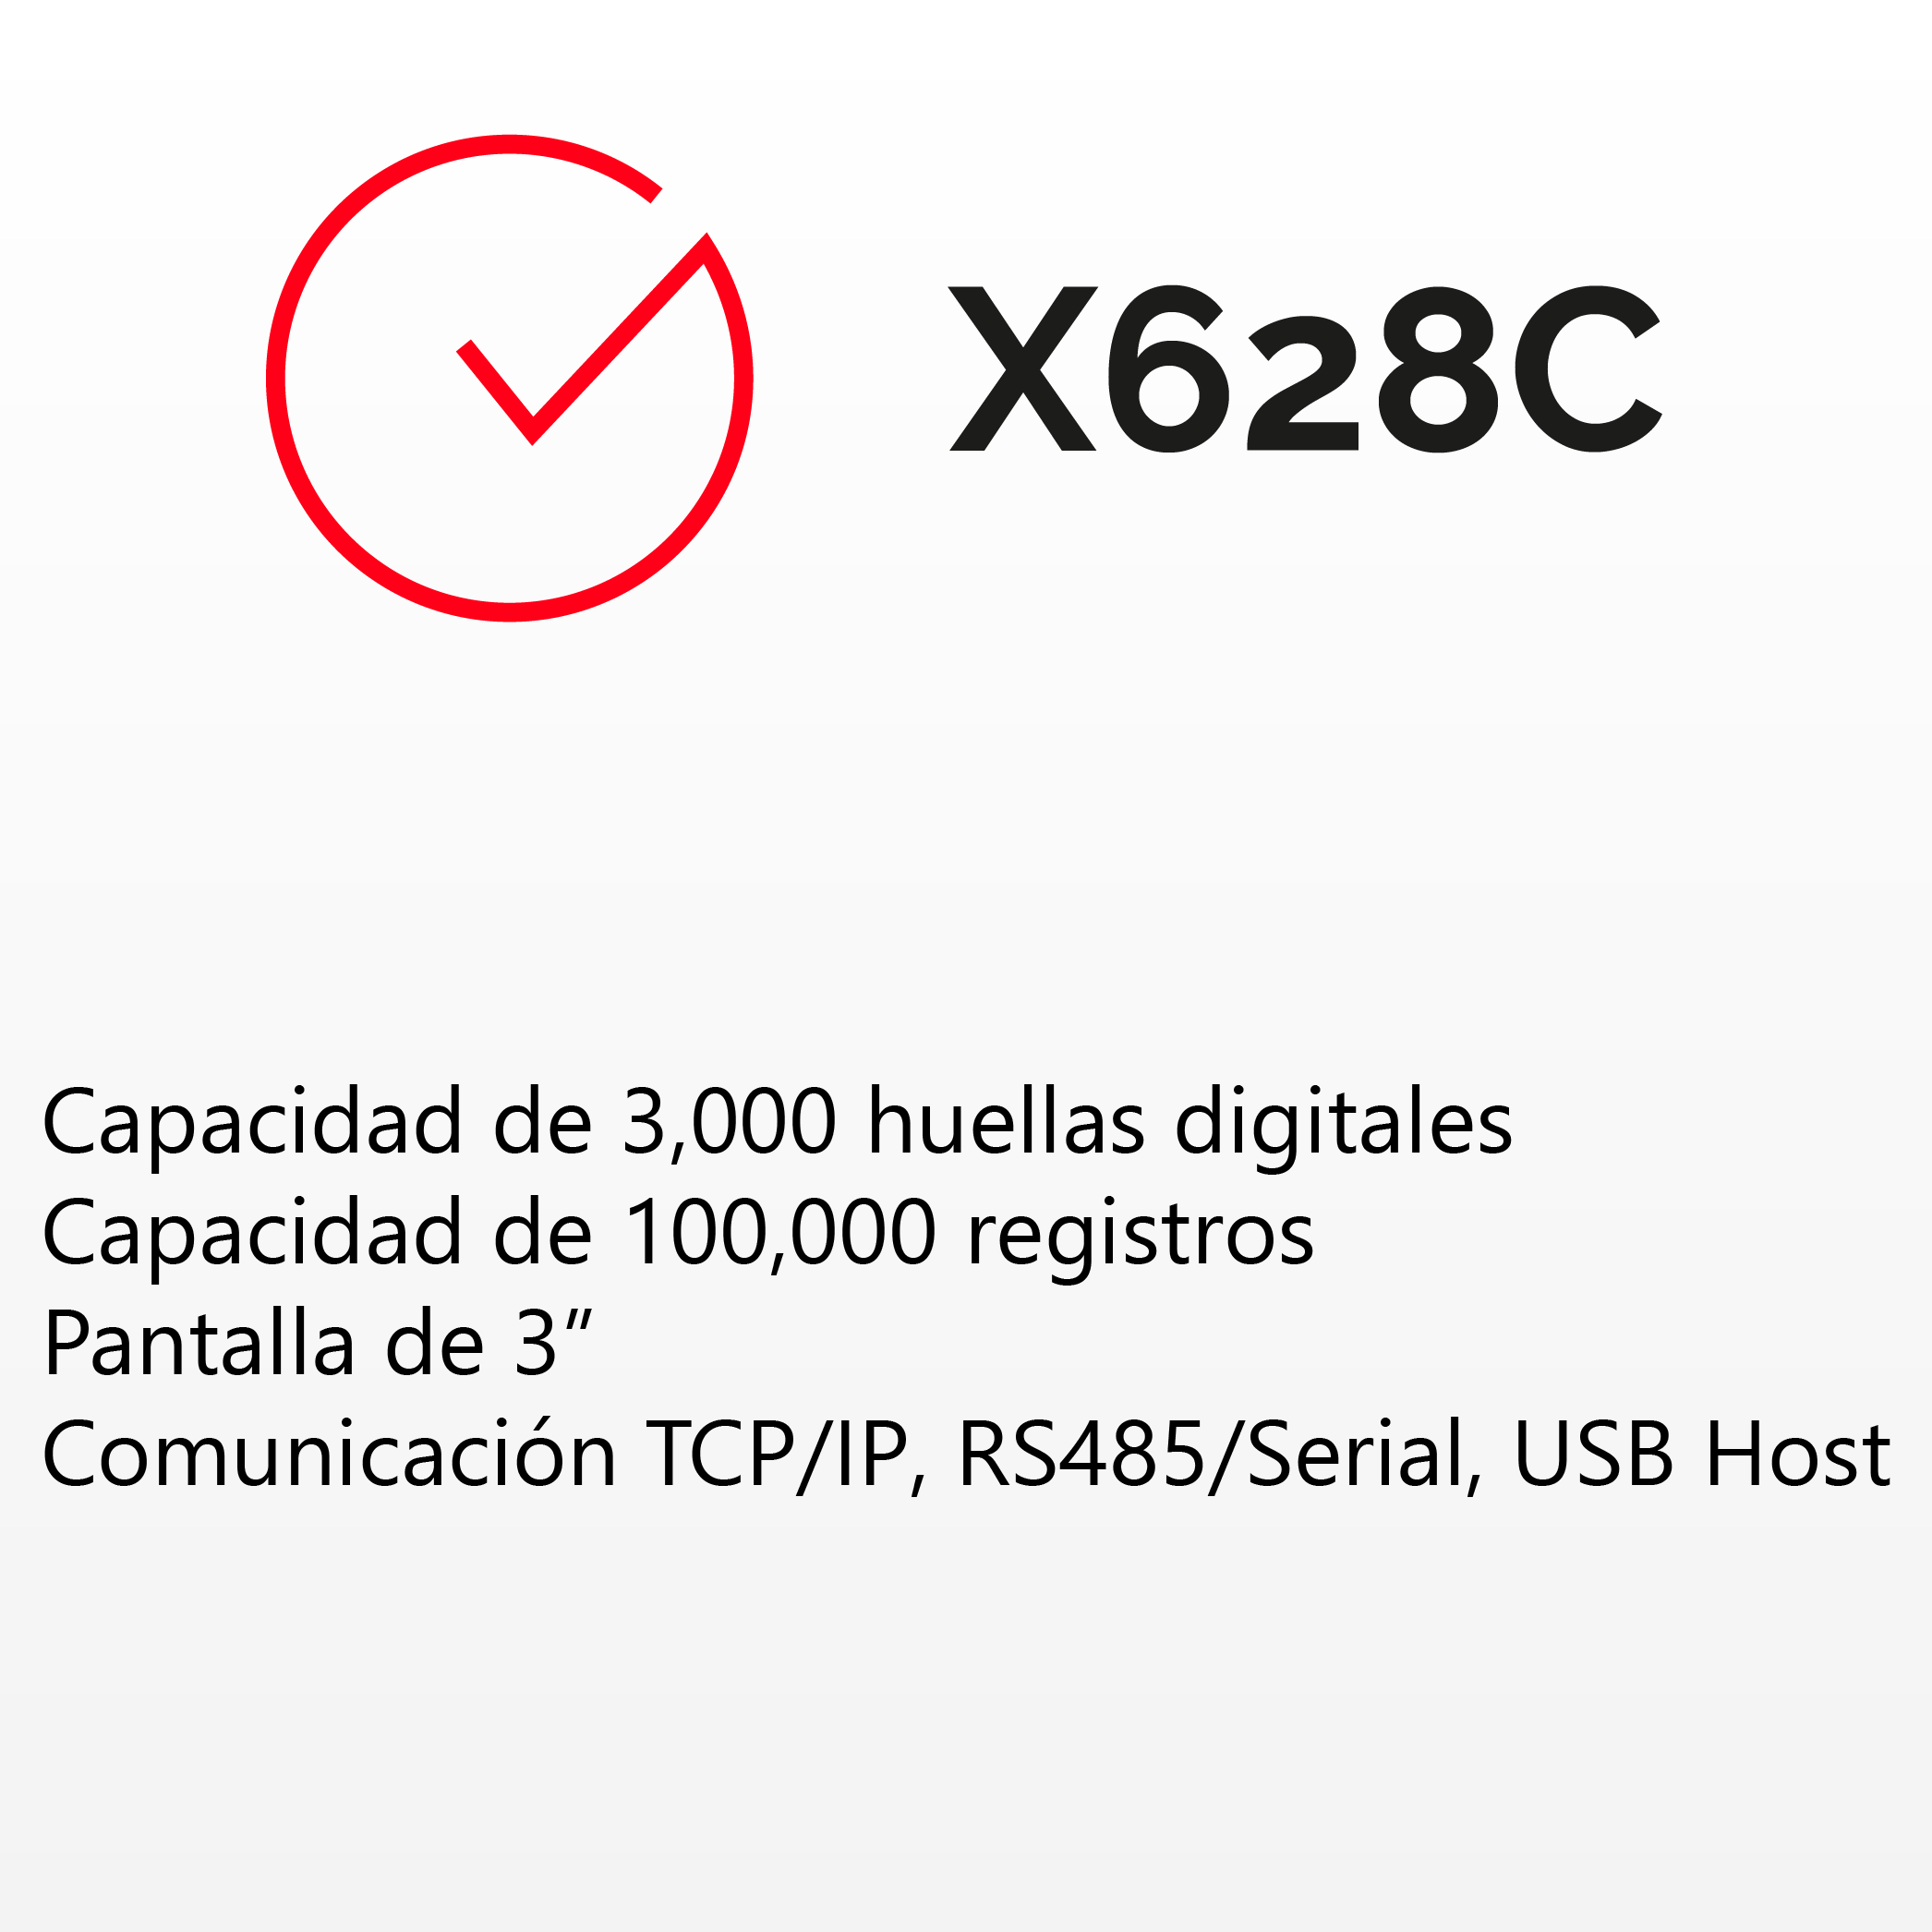 X628C
Capacidad de 3,000 huellas digitales
Capacidad de 100,000 registros
Pantalla de 3”
Comunicación TCP/IP, RS485/Serial, USB Host